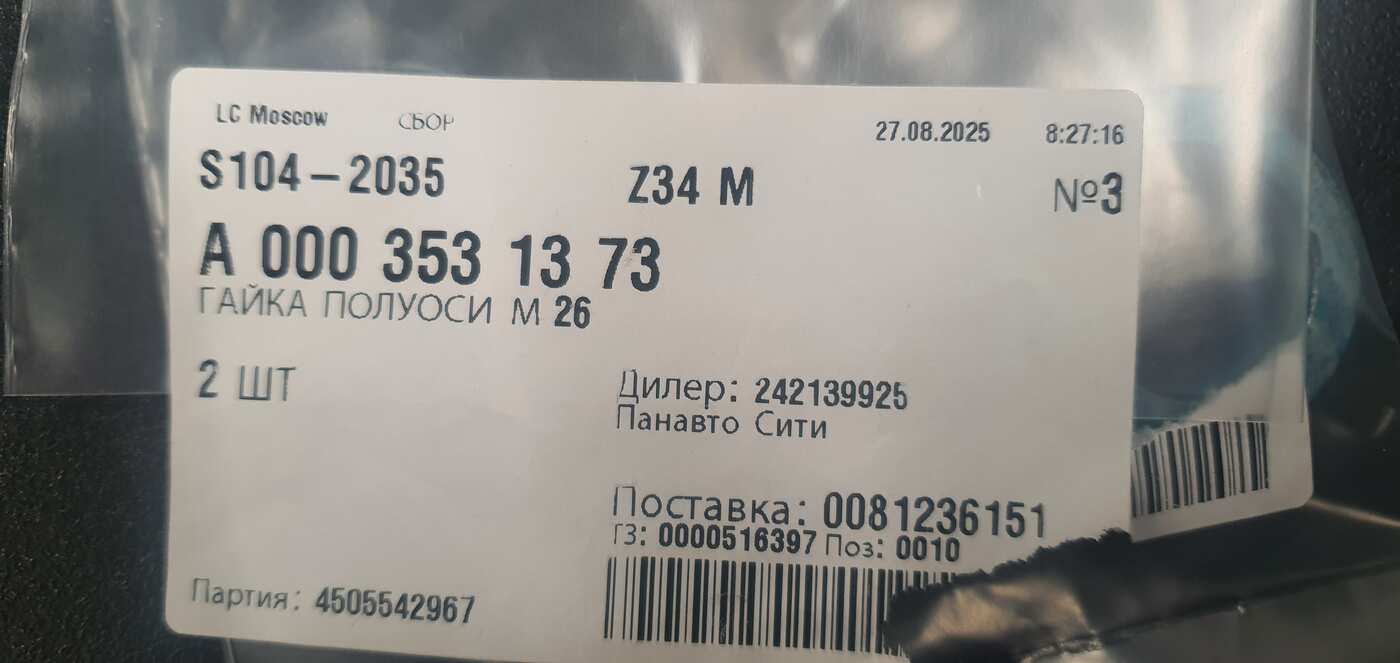 LC Moscow СБОР 27.08.2025 8:27:16
S104-2035 Z34 M №3
A 000 353 13 73
ГАЙКА ПОЛУОСИ М 26
2 ШТ
Дилер: 242139925
Панавто Сити
Поставка: 0081236151
ГЗ: 0000516397 Поз: 0010
Партия: 4505542967